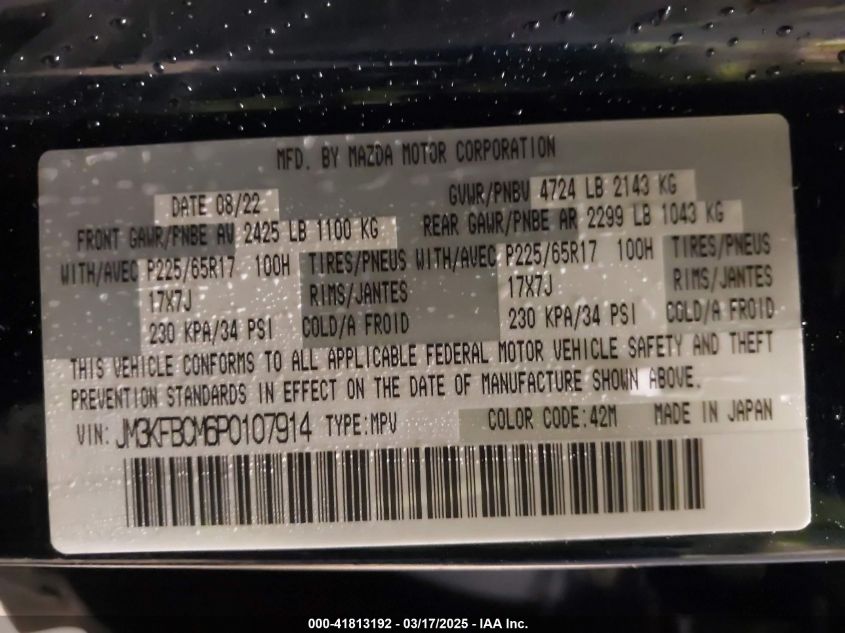 MFD. BY MAZDA MOTOR CORPORATION
DATE 08/22 GVWR/PNBV 4724 LB 2143 KG
FRONT GAWR/PNBE AV 2425 LB 1100 KG REAR GAWR/PNBE AR 2299 LB 1043 KG
WITH/AVEC P225/65R17 100H TIRES/PNEUS WITH/AVEC P225/65R17 100H TIRES/PNEUS
17X7J RIMS/JANTES 17X7J RIMS/JANTES
230 KPA/34 PSI COLD/A FROID 230 KPA/34 PSI COLD/A FROID
THIS VEHICLE CONFORMS TO ALL APPLICABLE FEDERAL MOTOR VEHICLE SAFETY AND THEFT
PREVENTION STANDARDS IN EFFECT ON THE DATE OF MANUFACTURE SHOWN ABOVE.
VIN: JM3KFBCM6P0107914 TYPE:MPV COLOR CODE:42M MADE IN JAPAN
000-41813192 - 03/17/2025 - IAA Inc.